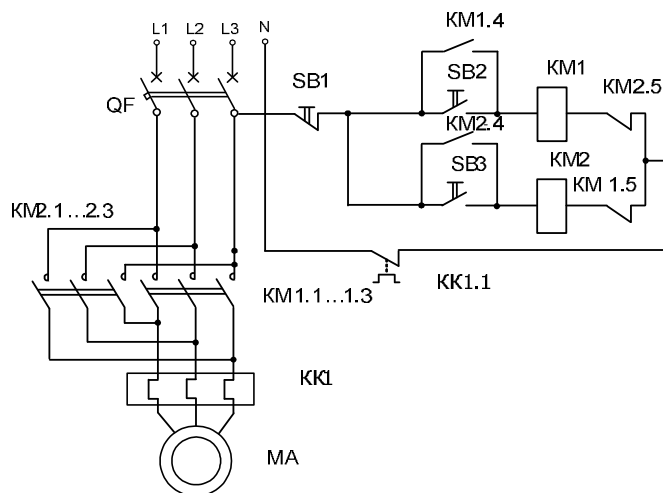 L1 L2 L3 N
KM1.4
SB1
SB2
KM1
KM2.5
QF
KM2.4
SB3
KM2
KM 1.5
KM2.1...2.3
KM1.1...1.3
KK1.1
KK1
MA